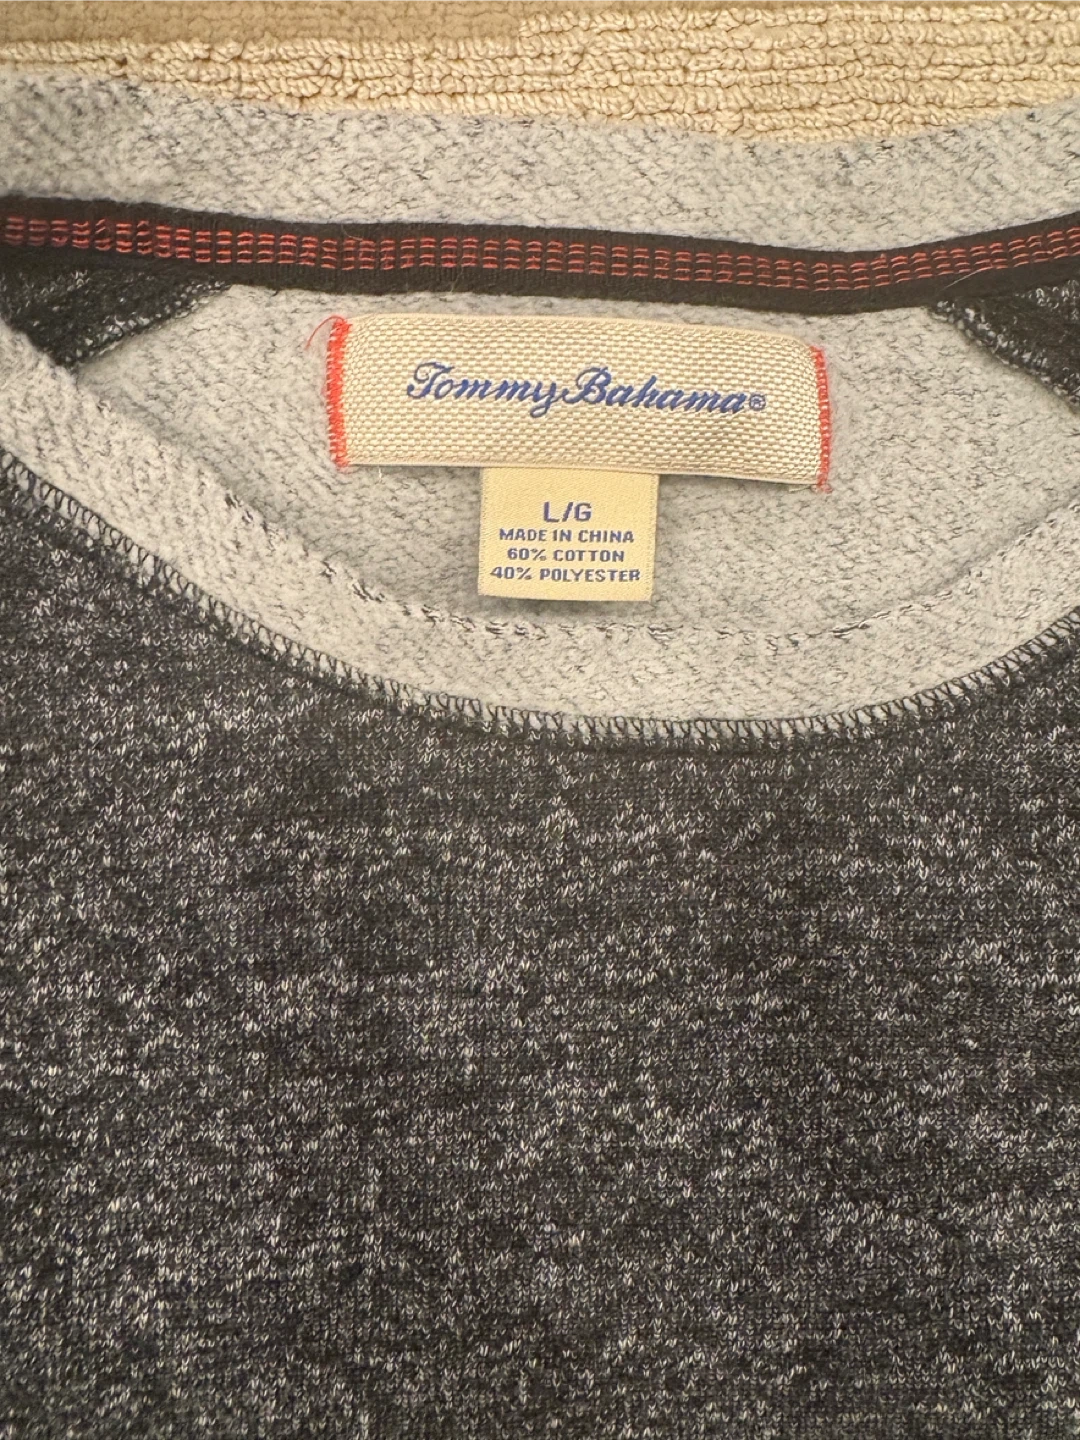 Tommy Bahama®
L/G
MADE IN CHINA
60% COTTON
40% POLYESTER